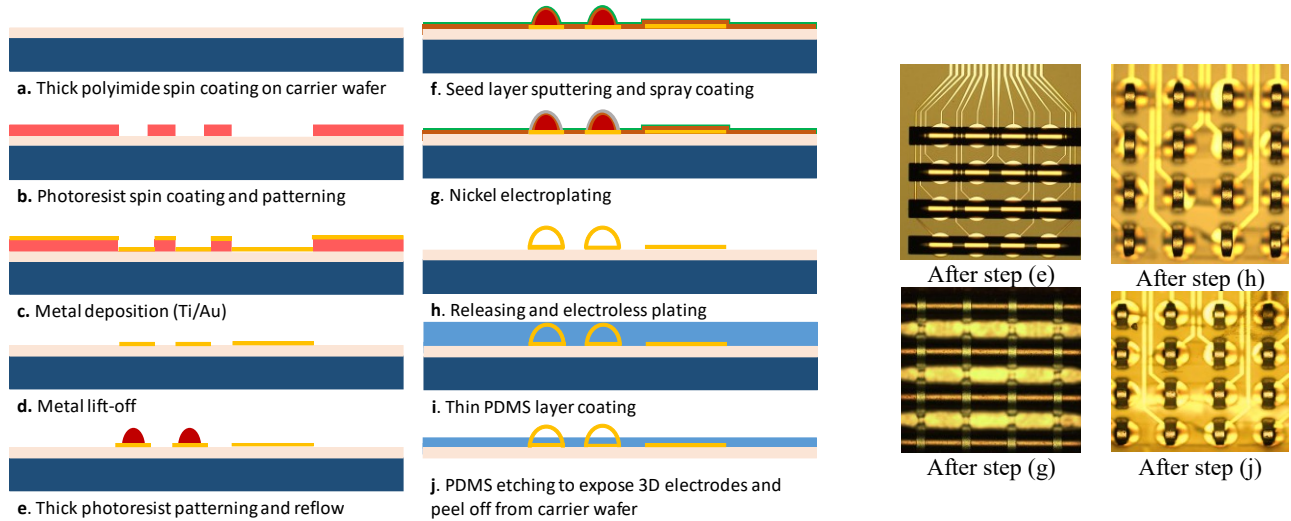 a. Thick polyimide spin coating on carrier wafer
b. Photoresist spin coating and patterning
c. Metal deposition (Ti/Au)
d. Metal lift-off
e. Thick photoresist patterning and reflow
f. Seed layer sputtering and spray coating
g. Nickel electroplating
h. Releasing and electroless plating
i. Thin PDMS layer coating
j. PDMS etching to expose 3D electrodes and
peel off from carrier wafer
After step (e)
After step (h)
After step (g)
After step (j)